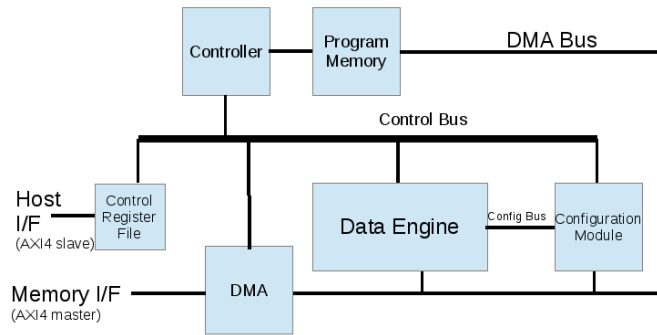 Controller
Program
Memory
DMA Bus
Control Bus
Host
I/F
(AXI4 slave)
Control
Register
File
Data Engine
Config Bus
Configuration
Module
Memory I/F
(AXI4 master)
DMA